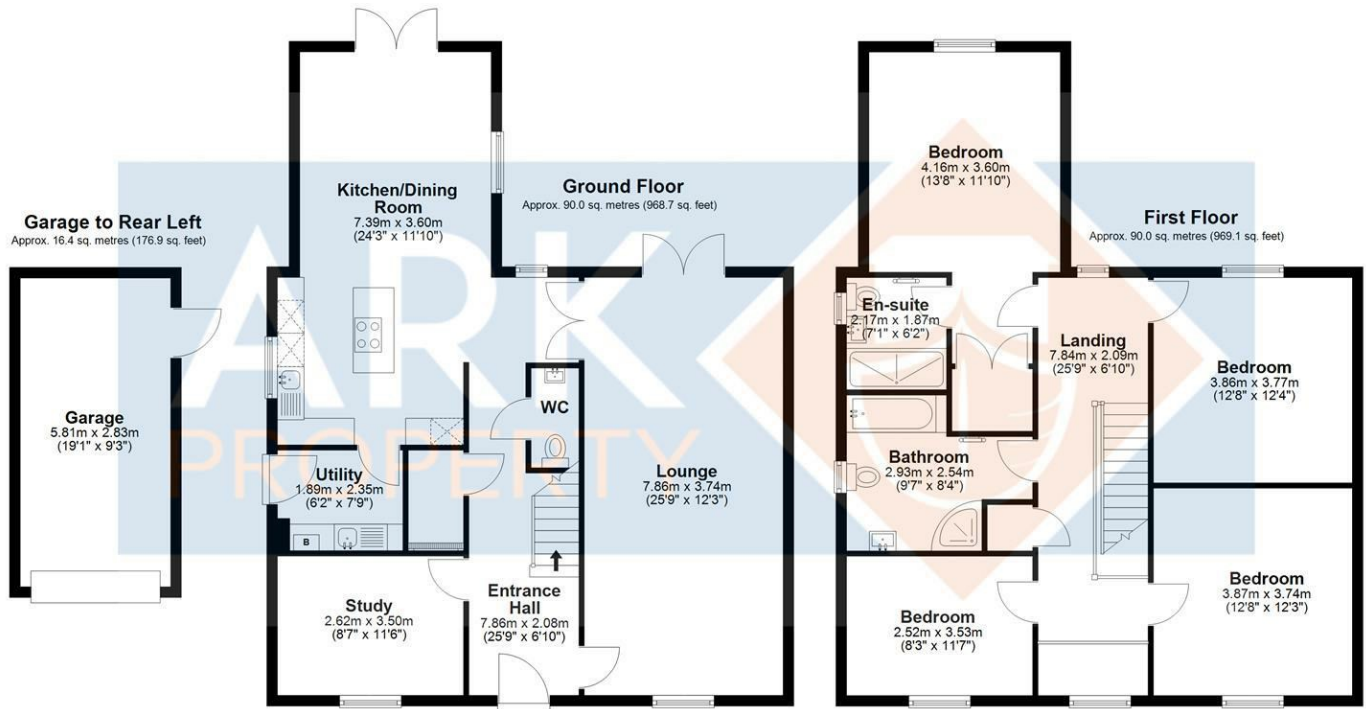 Garage to Rear Left
Approx. 16.4 sq. metres (176.9 sq. feet)
Garage
5.81m x 2.83m
(19'1" x 9'3")
Ground Floor
Approx. 90.0 sq. metres (968.7 sq. feet)
Kitchen/Dining
Room
7.39m x 3.60m
(24'3" x 11'10")
WC
Utility
1.89m x 2.35m
(6'2" x 7'9")
B
Lounge
7.86m x 3.74m
(25'9" x 12'3")
Study
2.62m x 3.50m
(8'7" x 11'6")
Entrance
Hall
7.86m x 2.08m
(25'9" x 6'10")
First Floor
Approx. 90.0 sq. metres (969.1 sq. feet)
Bedroom
4.16m x 3.60m
(13'8" x 11'10")
En-suite
2.17m x 1.87m
(7'1" x 6'2")
Landing
7.84m x 2.09m
(25'9" x 6'10")
Bedroom
3.86m x 3.77m
(12'8" x 12'4")
Bathroom
2.93m x 2.54m
(9'7" x 8'4")
Bedroom
2.52m x 3.53m
(8'3" x 11'7")
Bedroom
3.87m x 3.74m
(12'8" x 12'3")
ARK
PROPERTY